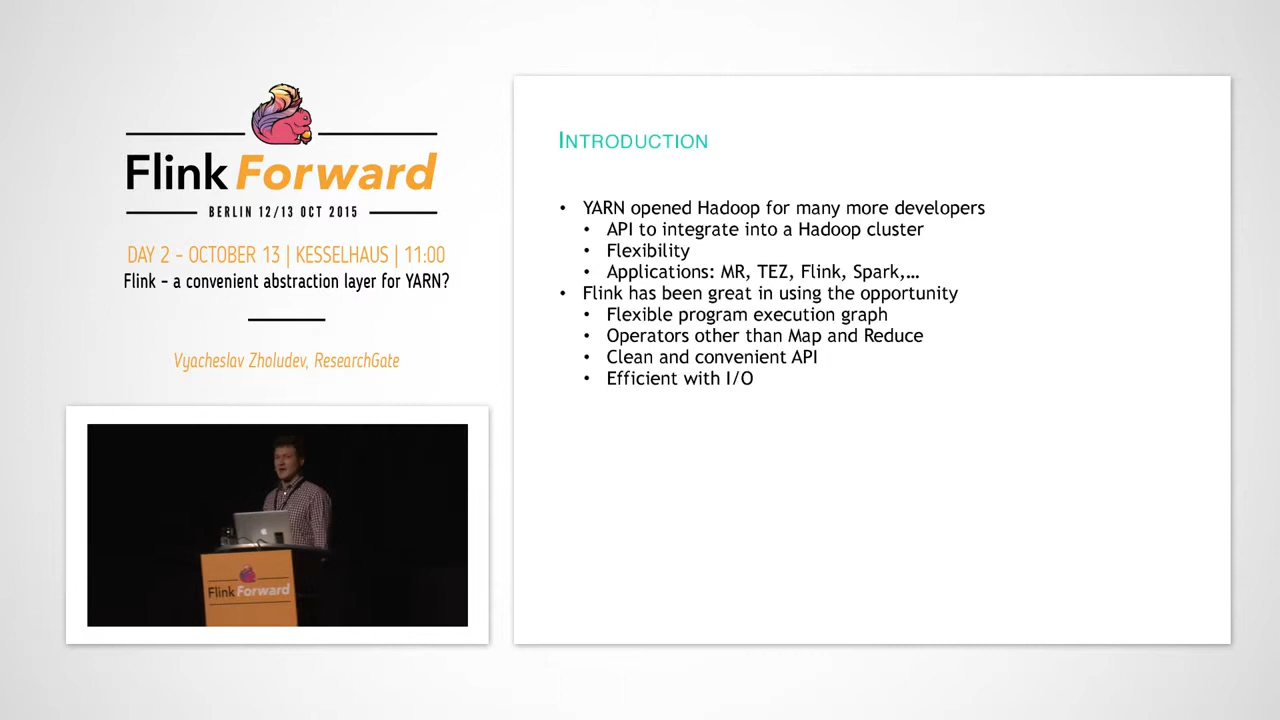 Flink Forward
BERLIN 12/13 OCT 2015
DAY 2 – OCTOBER 13 | KESSELHAUS | 11:00
Flink – a convenient abstraction layer for YARN?
Vyacheslav Zholudev, ResearchGate
Flink Forward
INTRODUCTION
• YARN opened Hadoop for many more developers
• API to integrate into a Hadoop cluster
• Flexibility
• Applications: MR, TEZ, Flink, Spark,...
• Flink has been great in using the opportunity
• Flexible program execution graph
• Operators other than Map and Reduce
• Clean and convenient API
• Efficient with I/O